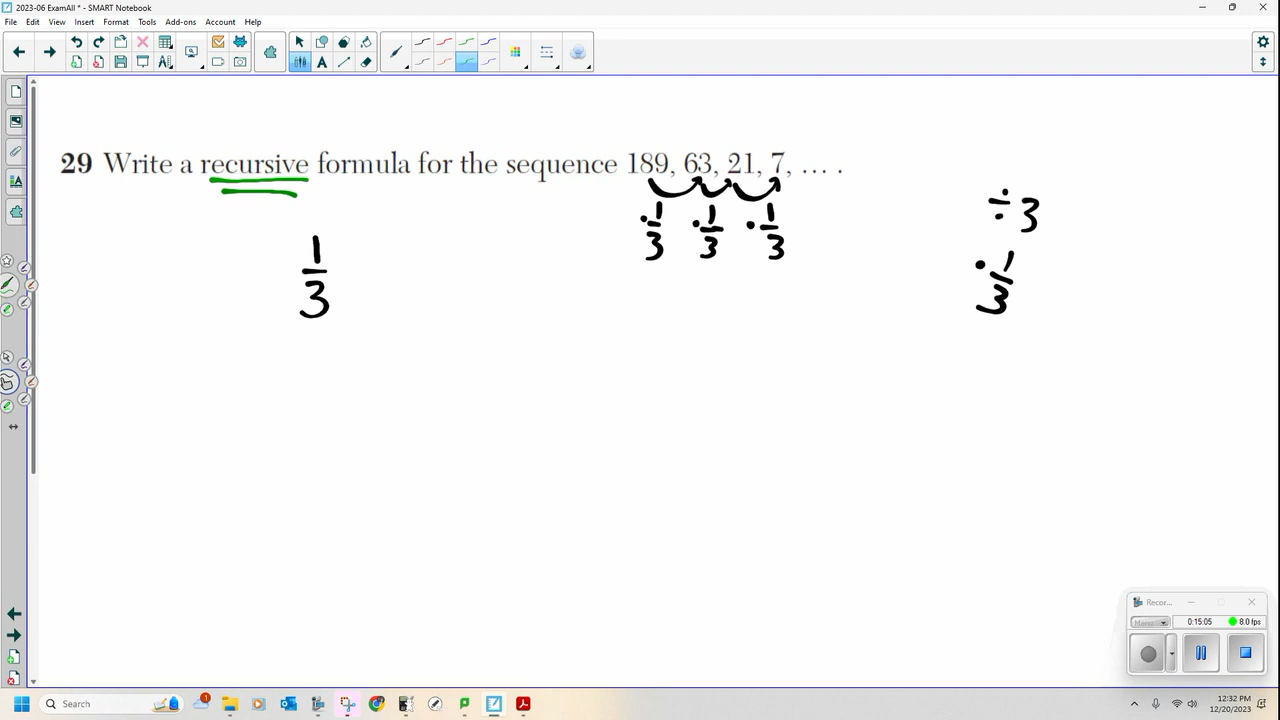 2023-06 ExamAll * - SMART Notebook
File Edit View Insert Format Tools Add-ons Account Help
29 Write a recursive formula for the sequence 189, 63, 21, 7, … .
· 1/3 · 1/3 · 1/3
÷ 3
· 1/3
1/3
Recor...
Menu
0:15:05
8.0 fps
Search
1
12:32 PM
12/20/2023